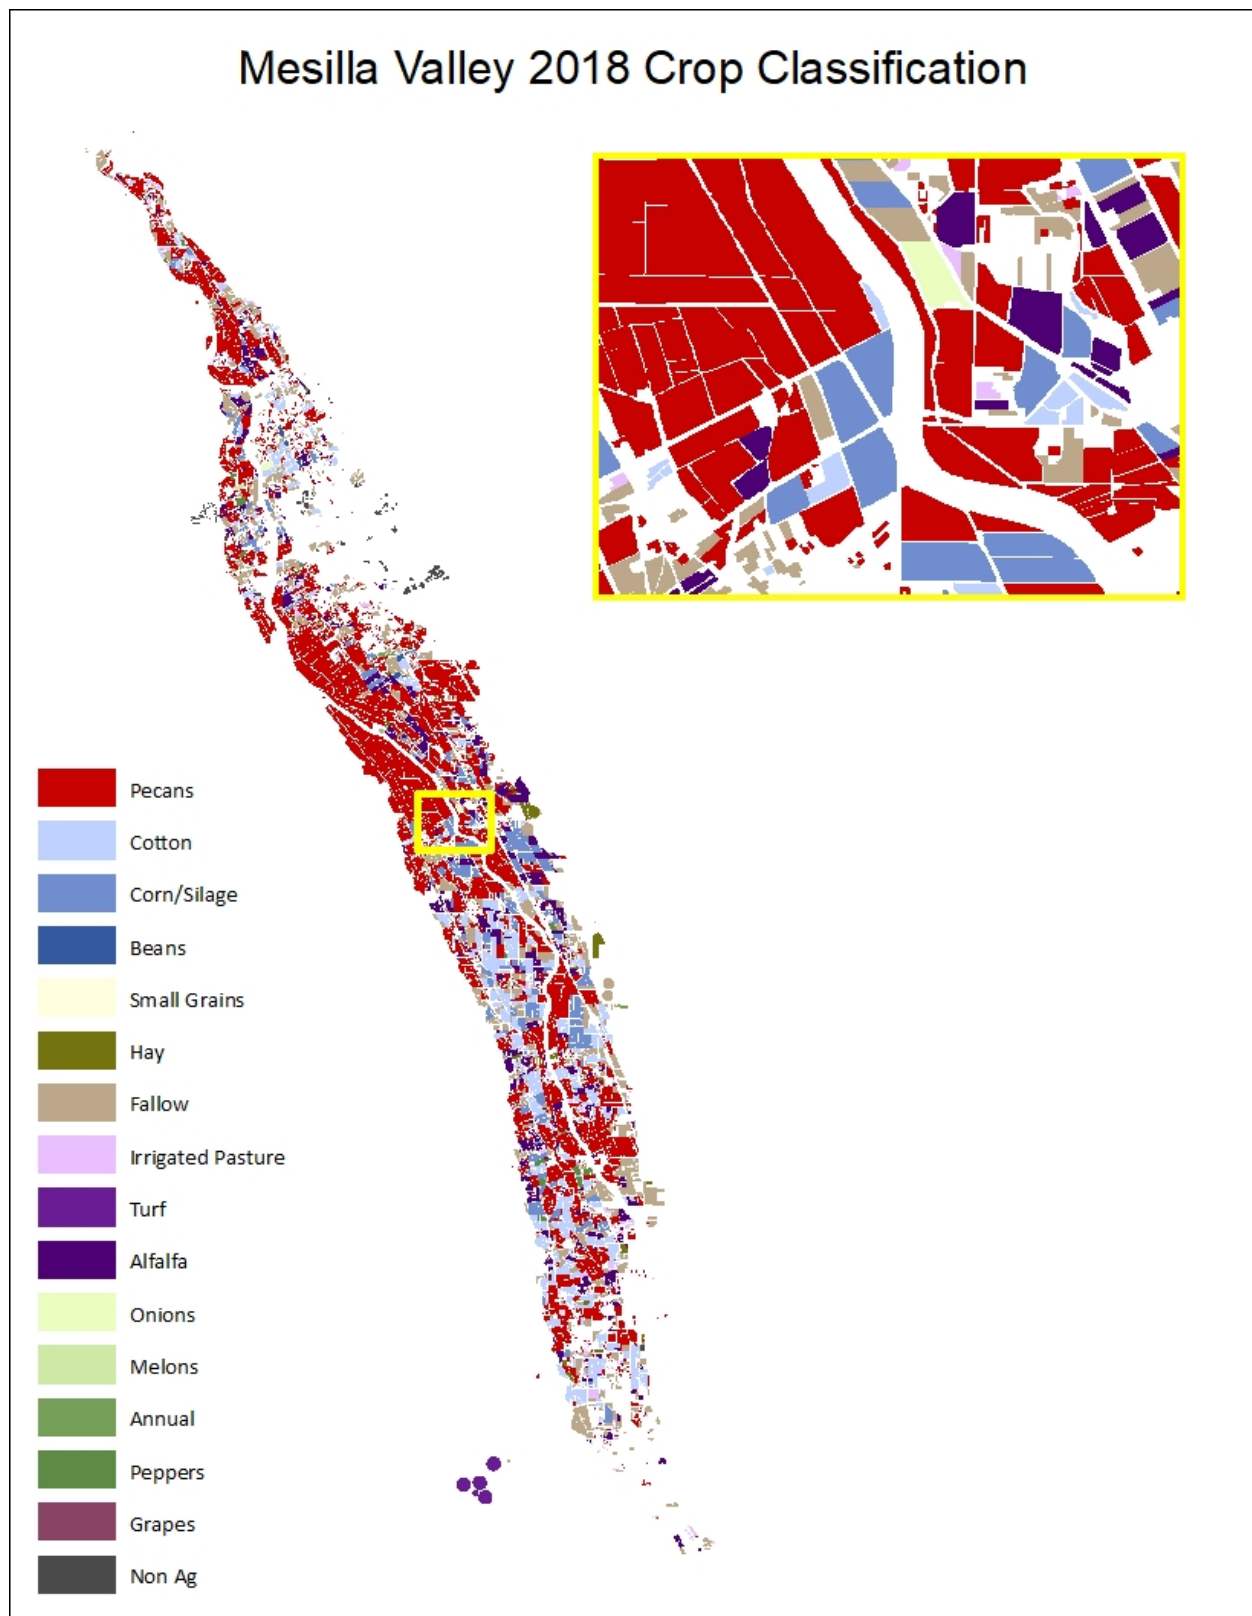 Mesilla Valley 2018 Crop Classification
Pecans
Cotton
Corn/Silage
Beans
Small Grains
Hay
Fallow
Irrigated Pasture
Turf
Alfalfa
Onions
Melons
Annual
Peppers
Grapes
Non Ag